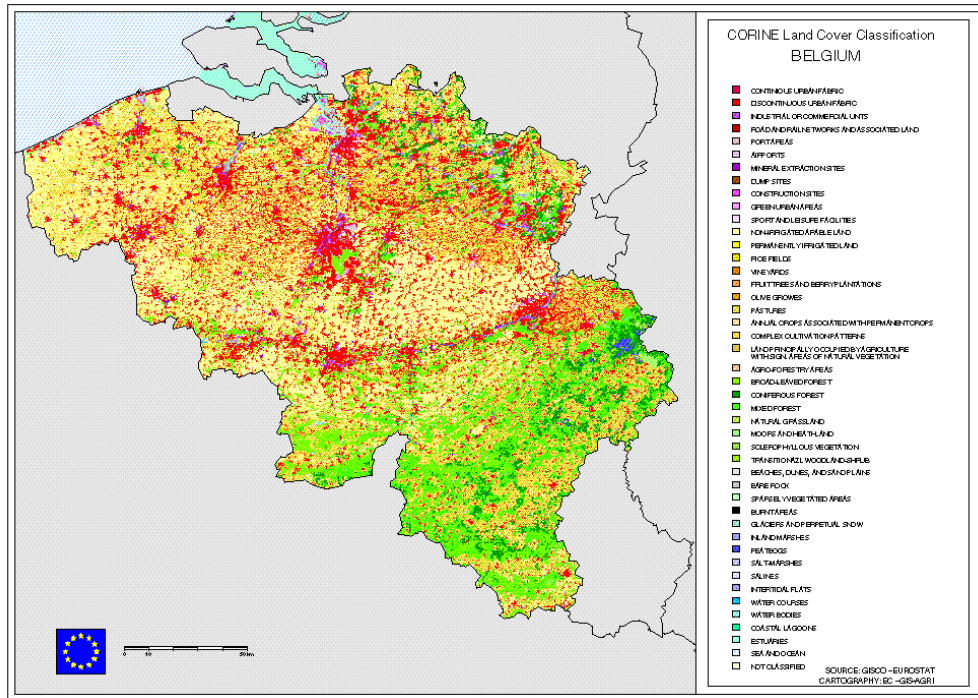 CORINE Land Cover Classification
BELGIUM
CONTINIOUS URBAN FABRIC
DISCONTINUOUS URBAN FABRIC
INDUSTRIAL OR COMMERCIAL UNITS
ROAD AND RAIL NETWORKS AND ASSOCIATED LAND
PORT AREAS
AIRPORTS
MINERAL EXTRACTION SITES
DUMP SITES
CONSTRUCTION SITES
GREEN URBAN AREAS
SPORT AND LEISURE FACILITIES
NON-IRRIGATED ARABLE LAND
PERMANENTLY IRRIGATED LAND
RICE FIELDS
VINEYARDS
FRUIT TREES AND BERRY PLANTATIONS
OLIVE GROWES
PASTURES
ANNUAL CROPS ASSOCIATED WITH PERMANENT CROPS
COMPLEX CULTIVATION PATTERNS
LAND PRINCIPALLY OCCUPIED BY AGRICULTURE
WITH SIGN. AREAS OF NATURAL VEGETATION
AGRO-FORESTRY AREAS
BROAD-LEAVED FOREST
CONIFEROUS FOREST
MIXED FOREST
NATURAL GRASSLAND
MOORS AND HEATHLAND
SCLEROPHYLLOUS VEGETATION
TRANSITIONAL WOODLAND-SHRUB
BEACHES, DUNES, AND SAND PLAINS
BARE ROCK
SPARSELY VEGETATED AREAS
BURNT AREAS
GLACIERS AND PERPETUAL SNOW
INLAND MARSHES
PEATBOGS
SALT-MARSHES
SALINES
INTERTIDAL FLATS
WATER COURSES
WATER BODIES
COASTAL LAGOONS
ESTUARIES
SEA AND OCEAN
NOT CLASSIFIED
SOURCE: GISCO - EUROSTAT
CARTOGRAPHY: EC - GIS-AGRI
0 10 50 km